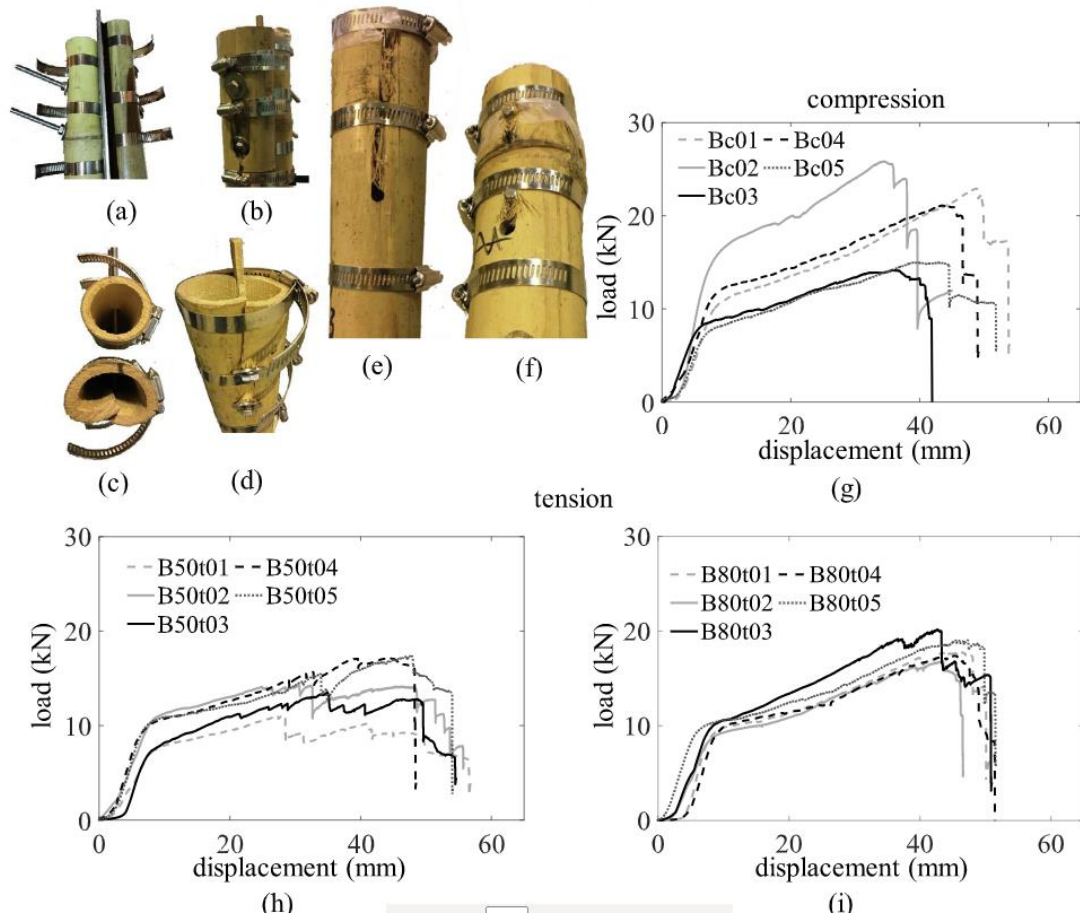 (a)
(b)
(c)
(d)
(e)
(f)
compression
Bc01 Bc04
Bc02 Bc05
Bc03
30
20
10
0
0 20 40 60
load (kN)
displacement (mm)
(g)
tension
B50t01 B50t04
B50t02 B50t05
B50t03
30
20
10
0
0 20 40 60
load (kN)
displacement (mm)
(h)
B80t01 B80t04
B80t02 B80t05
B80t03
30
20
10
0
0 20 40 60
load (kN)
displacement (mm)
(i)